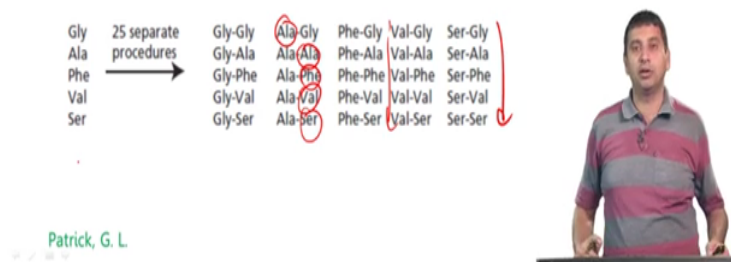 Gly 25 separate Gly-Gly Ala-Gly Phe-Gly Val-Gly Ser-Gly
Ala procedures Gly-Ala Ala-Ala Phe-Ala Val-Ala Ser-Ala
Phe Gly-Phe Ala-Phe Phe-Phe Val-Phe Ser-Phe
Val Gly-Val Ala-Val Phe-Val Val-Val Ser-Val
Ser Gly-Ser Ala-Ser Phe-Ser Val-Ser Ser-Ser
Patrick, G. L.